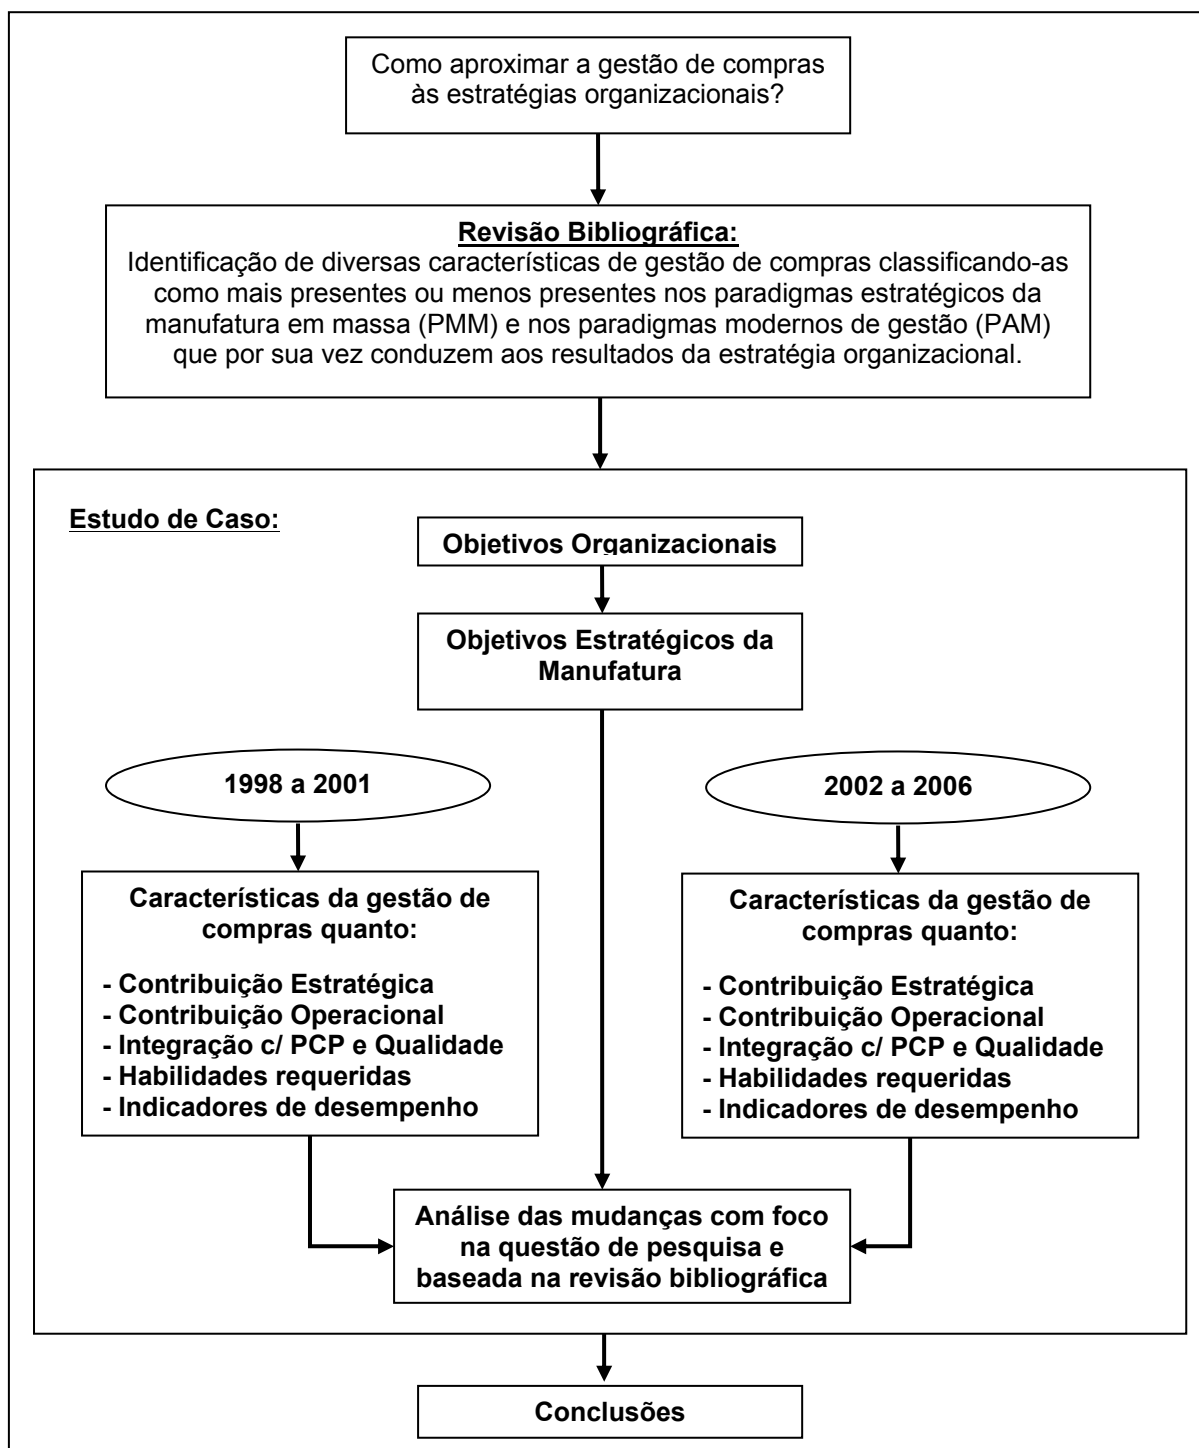 Como aproximar a gestão de compras
às estratégias organizacionais?
Revisão Bibliográfica:
Identificação de diversas características de gestão de compras classificando-as
como mais presentes ou menos presentes nos paradigmas estratégicos da
manufatura em massa (PMM) e nos paradigmas modernos de gestão (PAM)
que por sua vez conduzem aos resultados da estratégia organizacional.
Estudo de Caso:
Objetivos Organizacionais
Objetivos Estratégicos da
Manufatura
1998 a 2001
Características da gestão de
compras quanto:
- Contribuição Estratégica
- Contribuição Operacional
- Integração c/ PCP e Qualidade
- Habilidades requeridas
- Indicadores de desempenho
2002 a 2006
Características da gestão de
compras quanto:
- Contribuição Estratégica
- Contribuição Operacional
- Integração c/ PCP e Qualidade
- Habilidades requeridas
- Indicadores de desempenho
Análise das mudanças com foco
na questão de pesquisa e
baseada na revisão bibliográfica
Conclusões